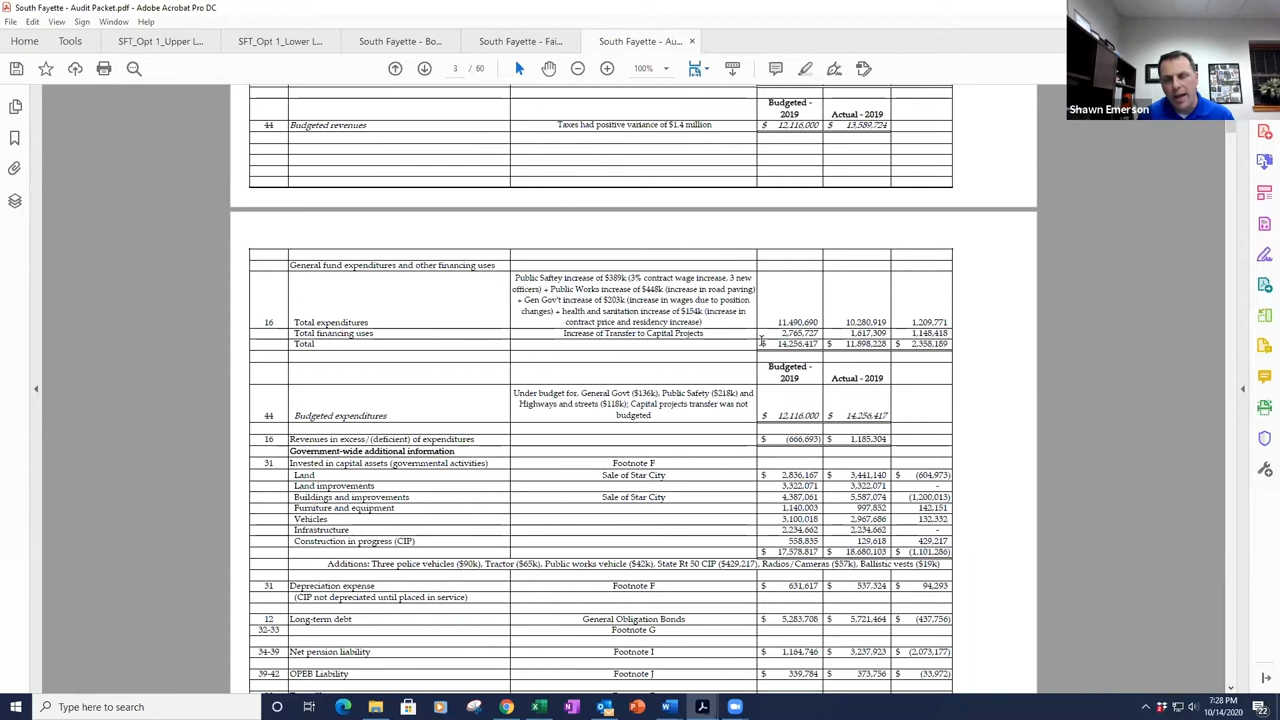 South Fayette - Audit Packet.pdf - Adobe Acrobat Pro DC
File Edit View Sign Window Help
Home Tools SFT_Opt 1_Upper L... SFT_Opt 1_Lower L... South Fayette - Bo... South Fayette - Fai... South Fayette - Au... ×
3 / 60 100%
Shawn Emerson
Budgeted - 2019 Actual - 2019
44 Budgeted revenues Taxes had positive variance of $1.4 million $ 12,116,000 $ 13,589,724
General fund expenditures and other financing uses
Public Saftey increase of $389k (3% contract wage increase, 3 new
officers) + Public Works increase of $448k (increase in road paving)
+ Gen Gov't increase of $203k (increase in wages due to position
changes) + health and sanitation increase of $154k (increase in
16 Total expenditures contract price and residency increase) 11,490,690 10,280,919 1,209,771
Total financing uses Increase of Transfer to Capital Projects 2,765,727 1,617,309 1,148,418
Total $ 14,256,417 $ 11,898,228 $ 2,358,189
Budgeted - 2019 Actual - 2019
Under budget for, General Govt ($136k), Public Safety ($218k) and
Highways and streets ($118k); Capital projects transfer was not
44 Budgeted expenditures budgeted $ 12,116,000 $ 14,256,417
16 Revenues in excess/(deficient) of expenditures $ (666,693) $ 1,185,304
Government-wide additional information
31 Invested in capital assets (governmental activities) Footnote F
Land Sale of Star City $ 2,836,167 $ 3,441,140 $ (604,973)
Land improvements 3,322,071 3,322,071 -
Buildings and improvements Sale of Star City 4,387,061 5,587,074 (1,200,013)
Furniture and equipment 1,140,003 997,852 142,151
Vehicles 3,100,018 2,967,686 132,332
Infrastructure 2,234,662 2,234,662 -
Construction in progress (CIP) 558,835 129,618 429,217
$ 17,578,817 $ 18,680,103 $ (1,101,286)
Additions: Three police vehicles ($90k), Tractor ($65k), Public works vehicle ($42k), State Rt 50 CIP ($429,217), Radios/Cameras ($57k), Ballistic vests ($19k)
31 Depreciation expense Footnote F $ 631,617 $ 537,324 $ 94,293
(CIP not depreciated until placed in service)
12 Long-term debt General Obligation Bonds $ 5,283,708 $ 5,721,464 $ (437,756)
32-33 Footnote G
34-39 Net pension liability Footnote I $ 1,164,746 $ 3,237,923 $ (2,073,177)
39-42 OPEB Liability Footnote J $ 339,784 $ 373,756 $ (33,972)
Type here to search
7:28 PM
10/14/2020
22